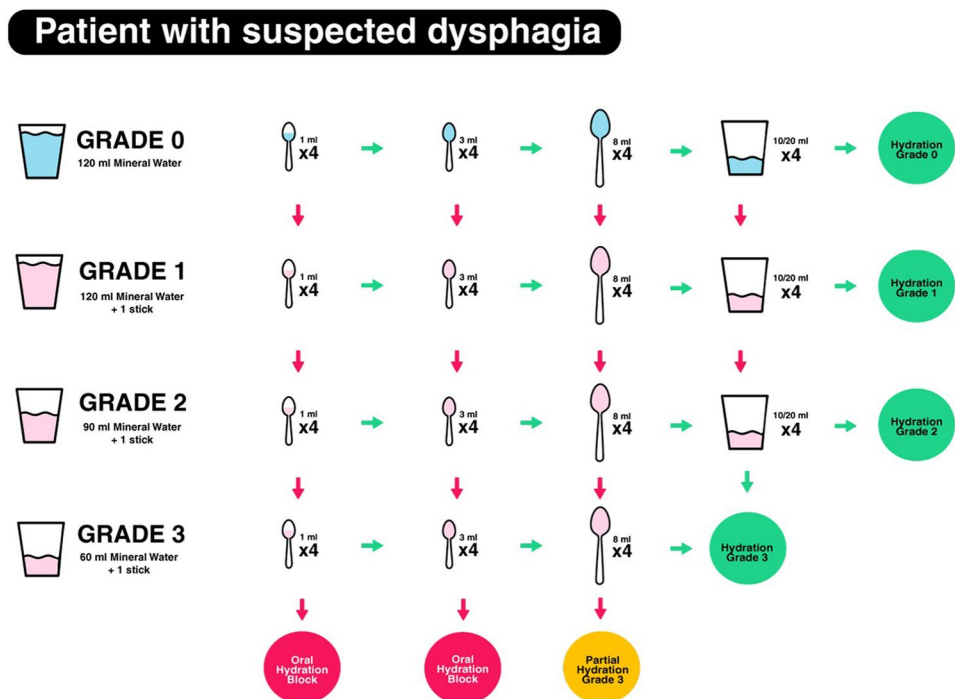 Patient with suspected dysphagia
GRADE 0
120 ml Mineral Water
1 ml
x4
3 ml
x4
8 ml
x4
10/20 ml
x4
Hydration
Grade 0
GRADE 1
120 ml Mineral Water
+ 1 stick
1 ml
x4
3 ml
x4
8 ml
x4
10/20 ml
x4
Hydration
Grade 1
GRADE 2
90 ml Mineral Water
+ 1 stick
1 ml
x4
3 ml
x4
8 ml
x4
10/20 ml
x4
Hydration
Grade 2
GRADE 3
60 ml Mineral Water
+ 1 stick
1 ml
x4
3 ml
x4
8 ml
x4
Hydration
Grade 3
Oral
Hydration
Block
Oral
Hydration
Block
Partial
Hydration
Grade 3